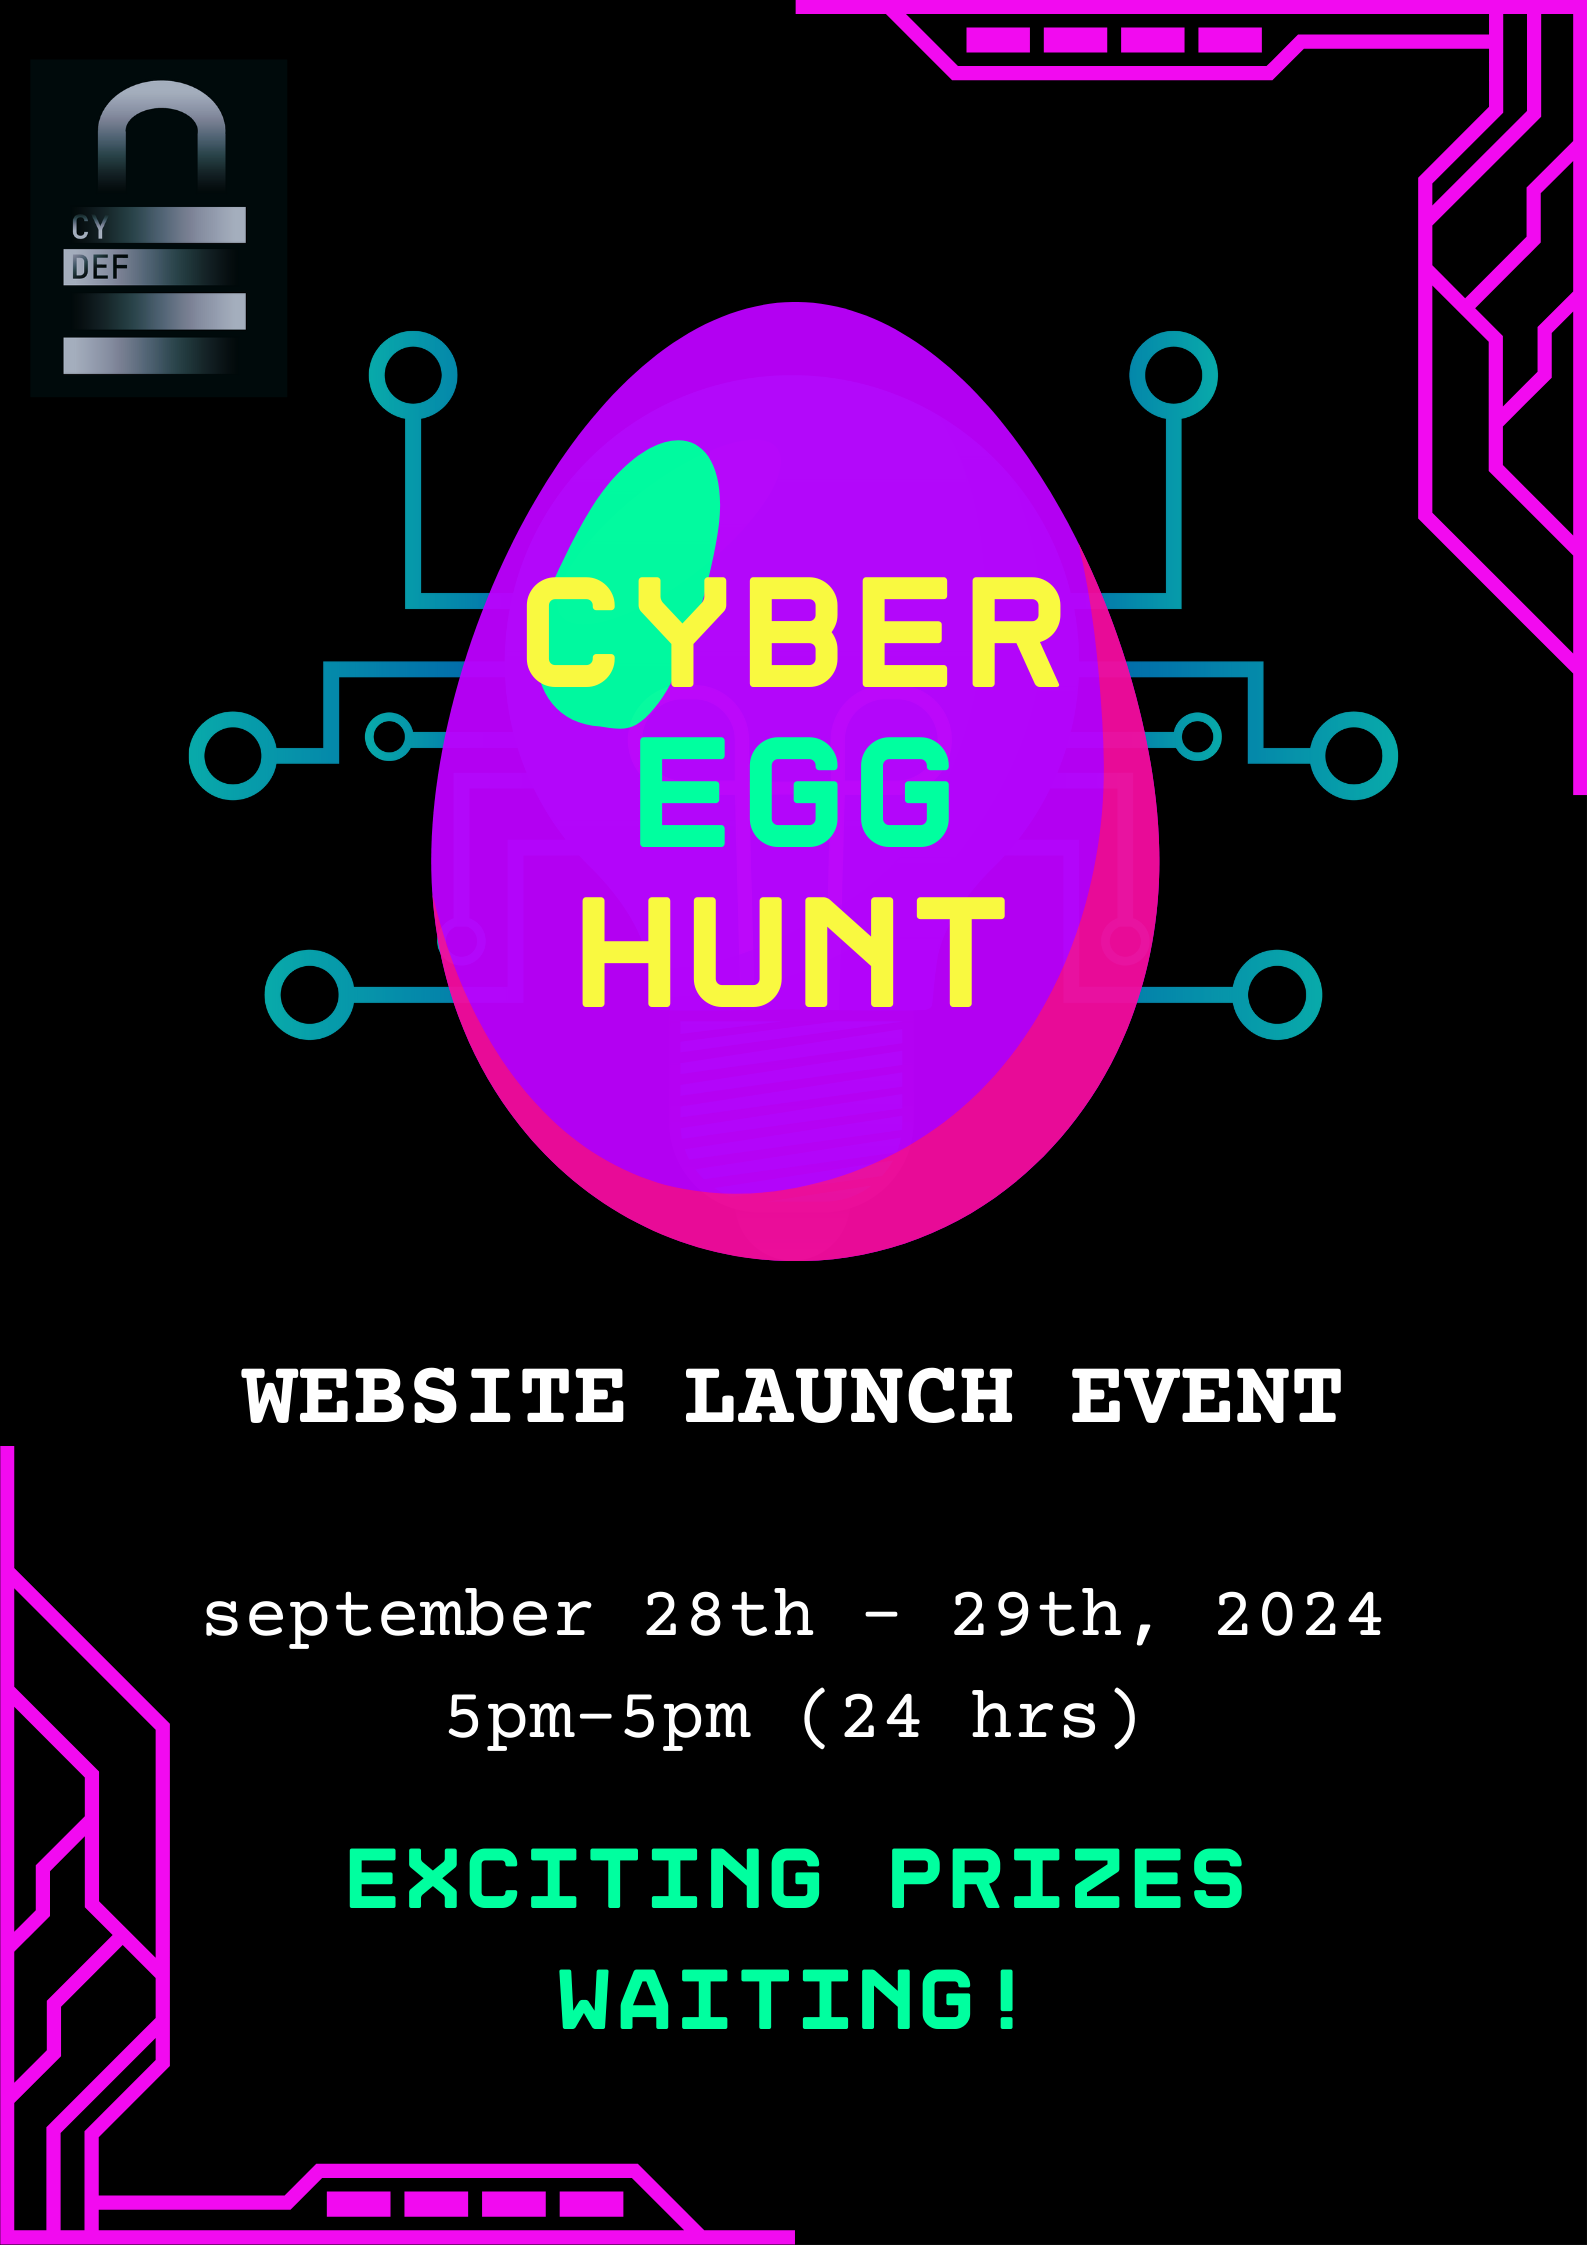 CY
DEF
CYBER
EGG
HUNT
WEBSITE LAUNCH EVENT
september 28th - 29th, 2024
5pm-5pm (24 hrs)
EXCITING PRIZES
WAITING!